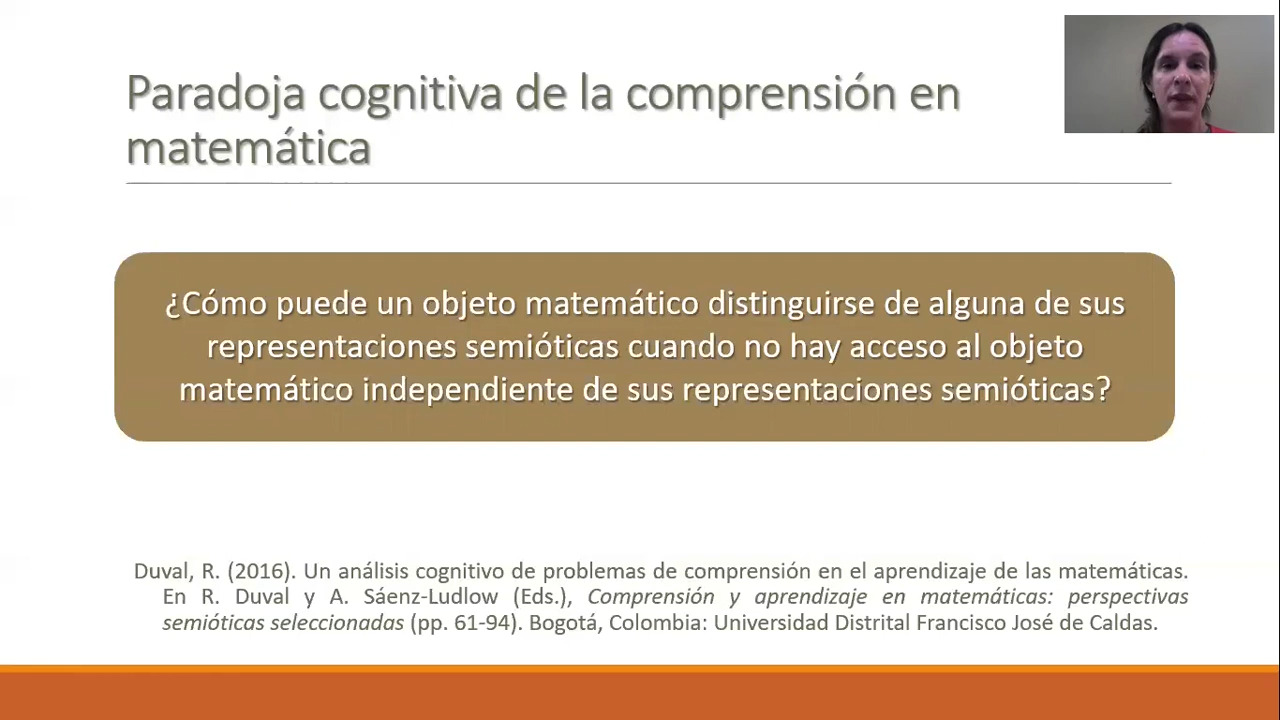 Paradoja cognitiva de la comprensión en
matemática
¿Cómo puede un objeto matemático distinguirse de alguna de sus
representaciones semióticas cuando no hay acceso al objeto
matemático independiente de sus representaciones semióticas?
Duval, R. (2016). Un análisis cognitivo de problemas de comprensión en el aprendizaje de las matemáticas.
En R. Duval y A. Sáenz-Ludlow (Eds.), Comprensión y aprendizaje en matemáticas: perspectivas
semióticas seleccionadas (pp. 61-94). Bogotá, Colombia: Universidad Distrital Francisco José de Caldas.